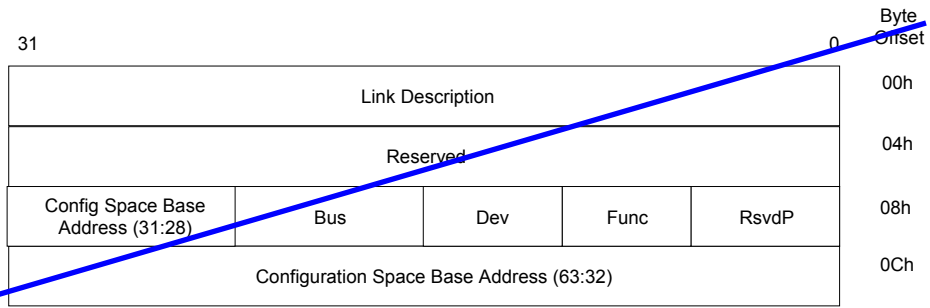 Byte
31 0 Offset
Link Description 00h
Reserved 04h
Config Space Base
Address (31:28) Bus Dev Func RsvdP 08h
Configuration Space Base Address (63:32) 0Ch